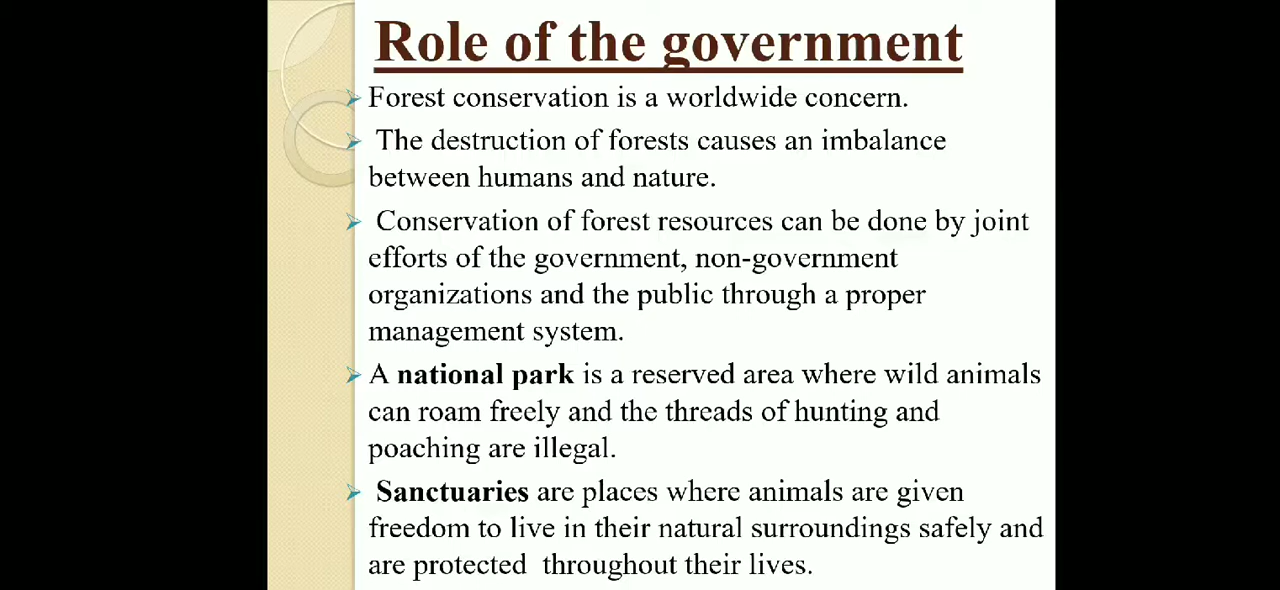 Role of the government
Forest conservation is a worldwide concern.
The destruction of forests causes an imbalance
between humans and nature.
Conservation of forest resources can be done by joint
efforts of the government, non-government
organizations and the public through a proper
management system.
A national park is a reserved area where wild animals
can roam freely and the threads of hunting and
poaching are illegal.
Sanctuaries are places where animals are given
freedom to live in their natural surroundings safely and
are protected throughout their lives.